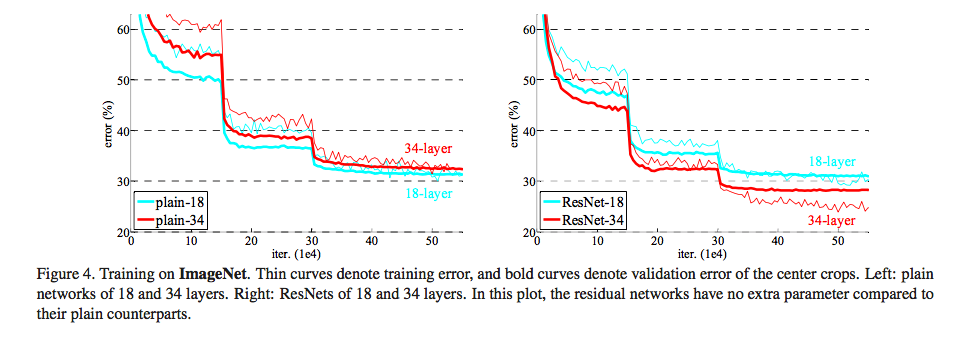 60
50
40
30
20
error (%)
0
10
20
30
40
50
iter. (1e4)
34-layer
18-layer
plain-18
plain-34
60
50
40
30
20
error (%)
0
10
20
30
40
50
iter. (1e4)
18-layer
34-layer
ResNet-18
ResNet-34
Figure 4. Training on ImageNet. Thin curves denote training error, and bold curves denote validation error of the center crops. Left: plain
networks of 18 and 34 layers. Right: ResNets of 18 and 34 layers. In this plot, the residual networks have no extra parameter compared to
their plain counterparts.